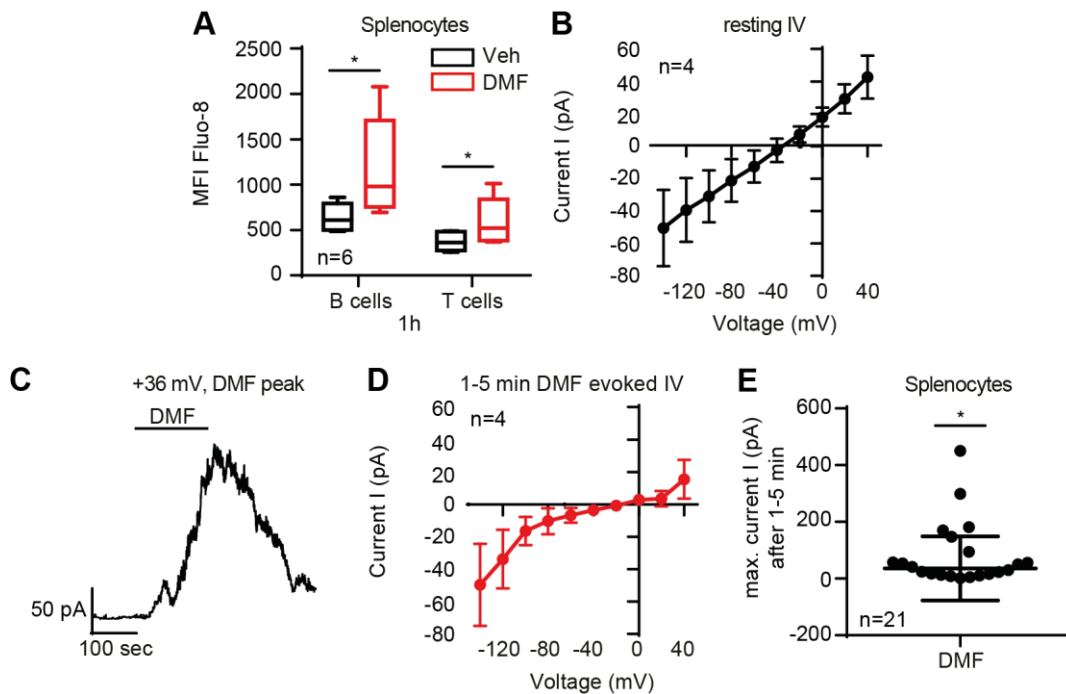 A
Splenocytes
MFI Fluo-8
2500
2000
1500
1000
500
0
Veh
DMF
*
*
n=6
B cells
T cells
1h
B
resting IV
n=4
Current I (pA)
60
40
20
0
-20
-40
-60
-80
-120
-80
-40
0
40
Voltage (mV)
C
+36 mV, DMF peak
DMF
50 pA
100 sec
D
1-5 min DMF evoked IV
n=4
Current I (pA)
60
40
20
0
-20
-40
-60
-80
-120
-80
-40
0
40
Voltage (mV)
E
Splenocytes
max. current I (pA)
after 1-5 min
600
400
200
0
-200
*
n=21
DMF